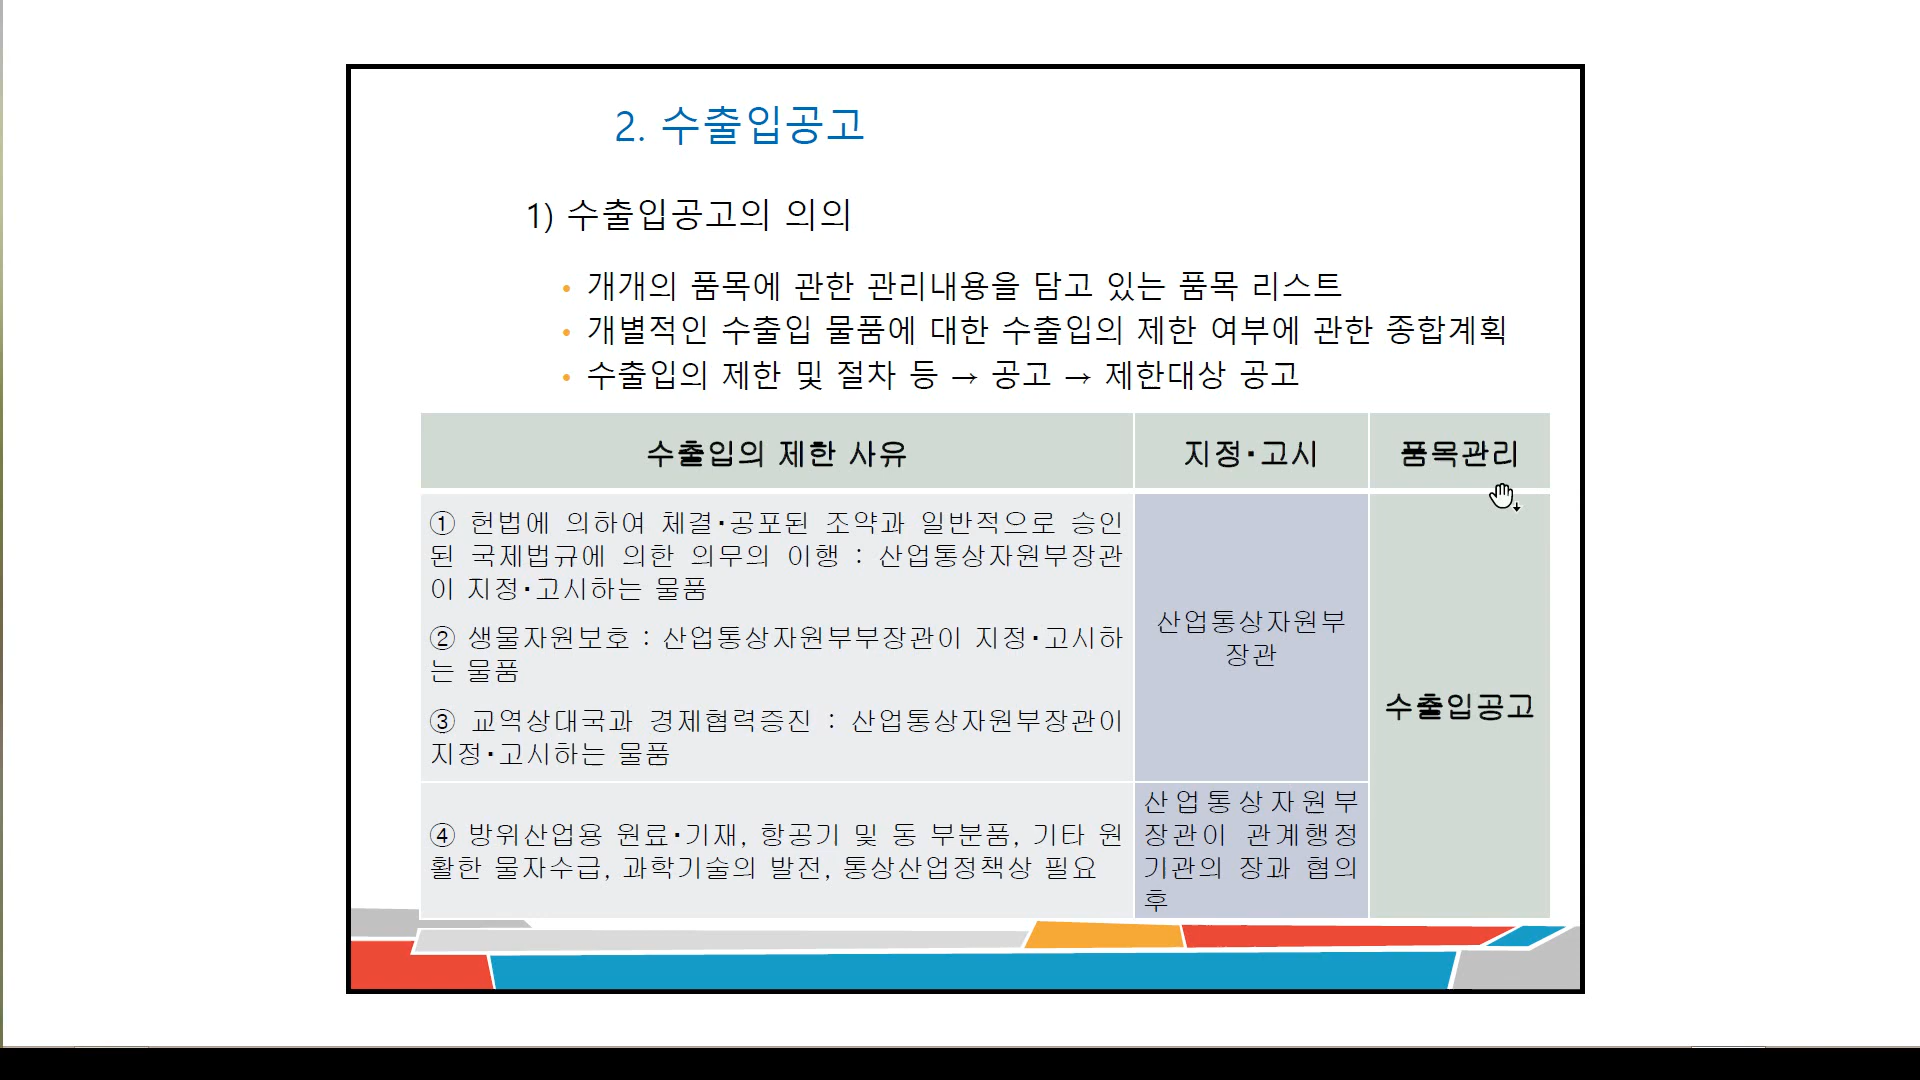 2. 수출입공고
1) 수출입공고의 의의
• 개개의 품목에 관한 관리내용을 담고 있는 품목 리스트
• 개별적인 수출입 물품에 대한 수출입의 제한 여부에 관한 종합계획
• 수출입의 제한 및 절차 등 → 공고 → 제한대상 공고
수출입의 제한 사유
지정·고시
품목관리
① 헌법에 의하여 체결·공포된 조약과 일반적으로 승인
된 국제법규에 의한 의무의 이행 : 산업통상자원부장관
이 지정·고시하는 물품
② 생물자원보호 : 산업통상자원부부장관이 지정·고시하
는 물품
③ 교역상대국과 경제협력증진 : 산업통상자원부장관이
지정·고시하는 물품
산업통상자원부
장관
수출입공고
④ 방위산업용 원료·기재, 항공기 및 동 부분품, 기타 원
활한 물자수급, 과학기술의 발전, 통상산업정책상 필요
산업통상자원부
장관이 관계행정
기관의 장과 협의
후